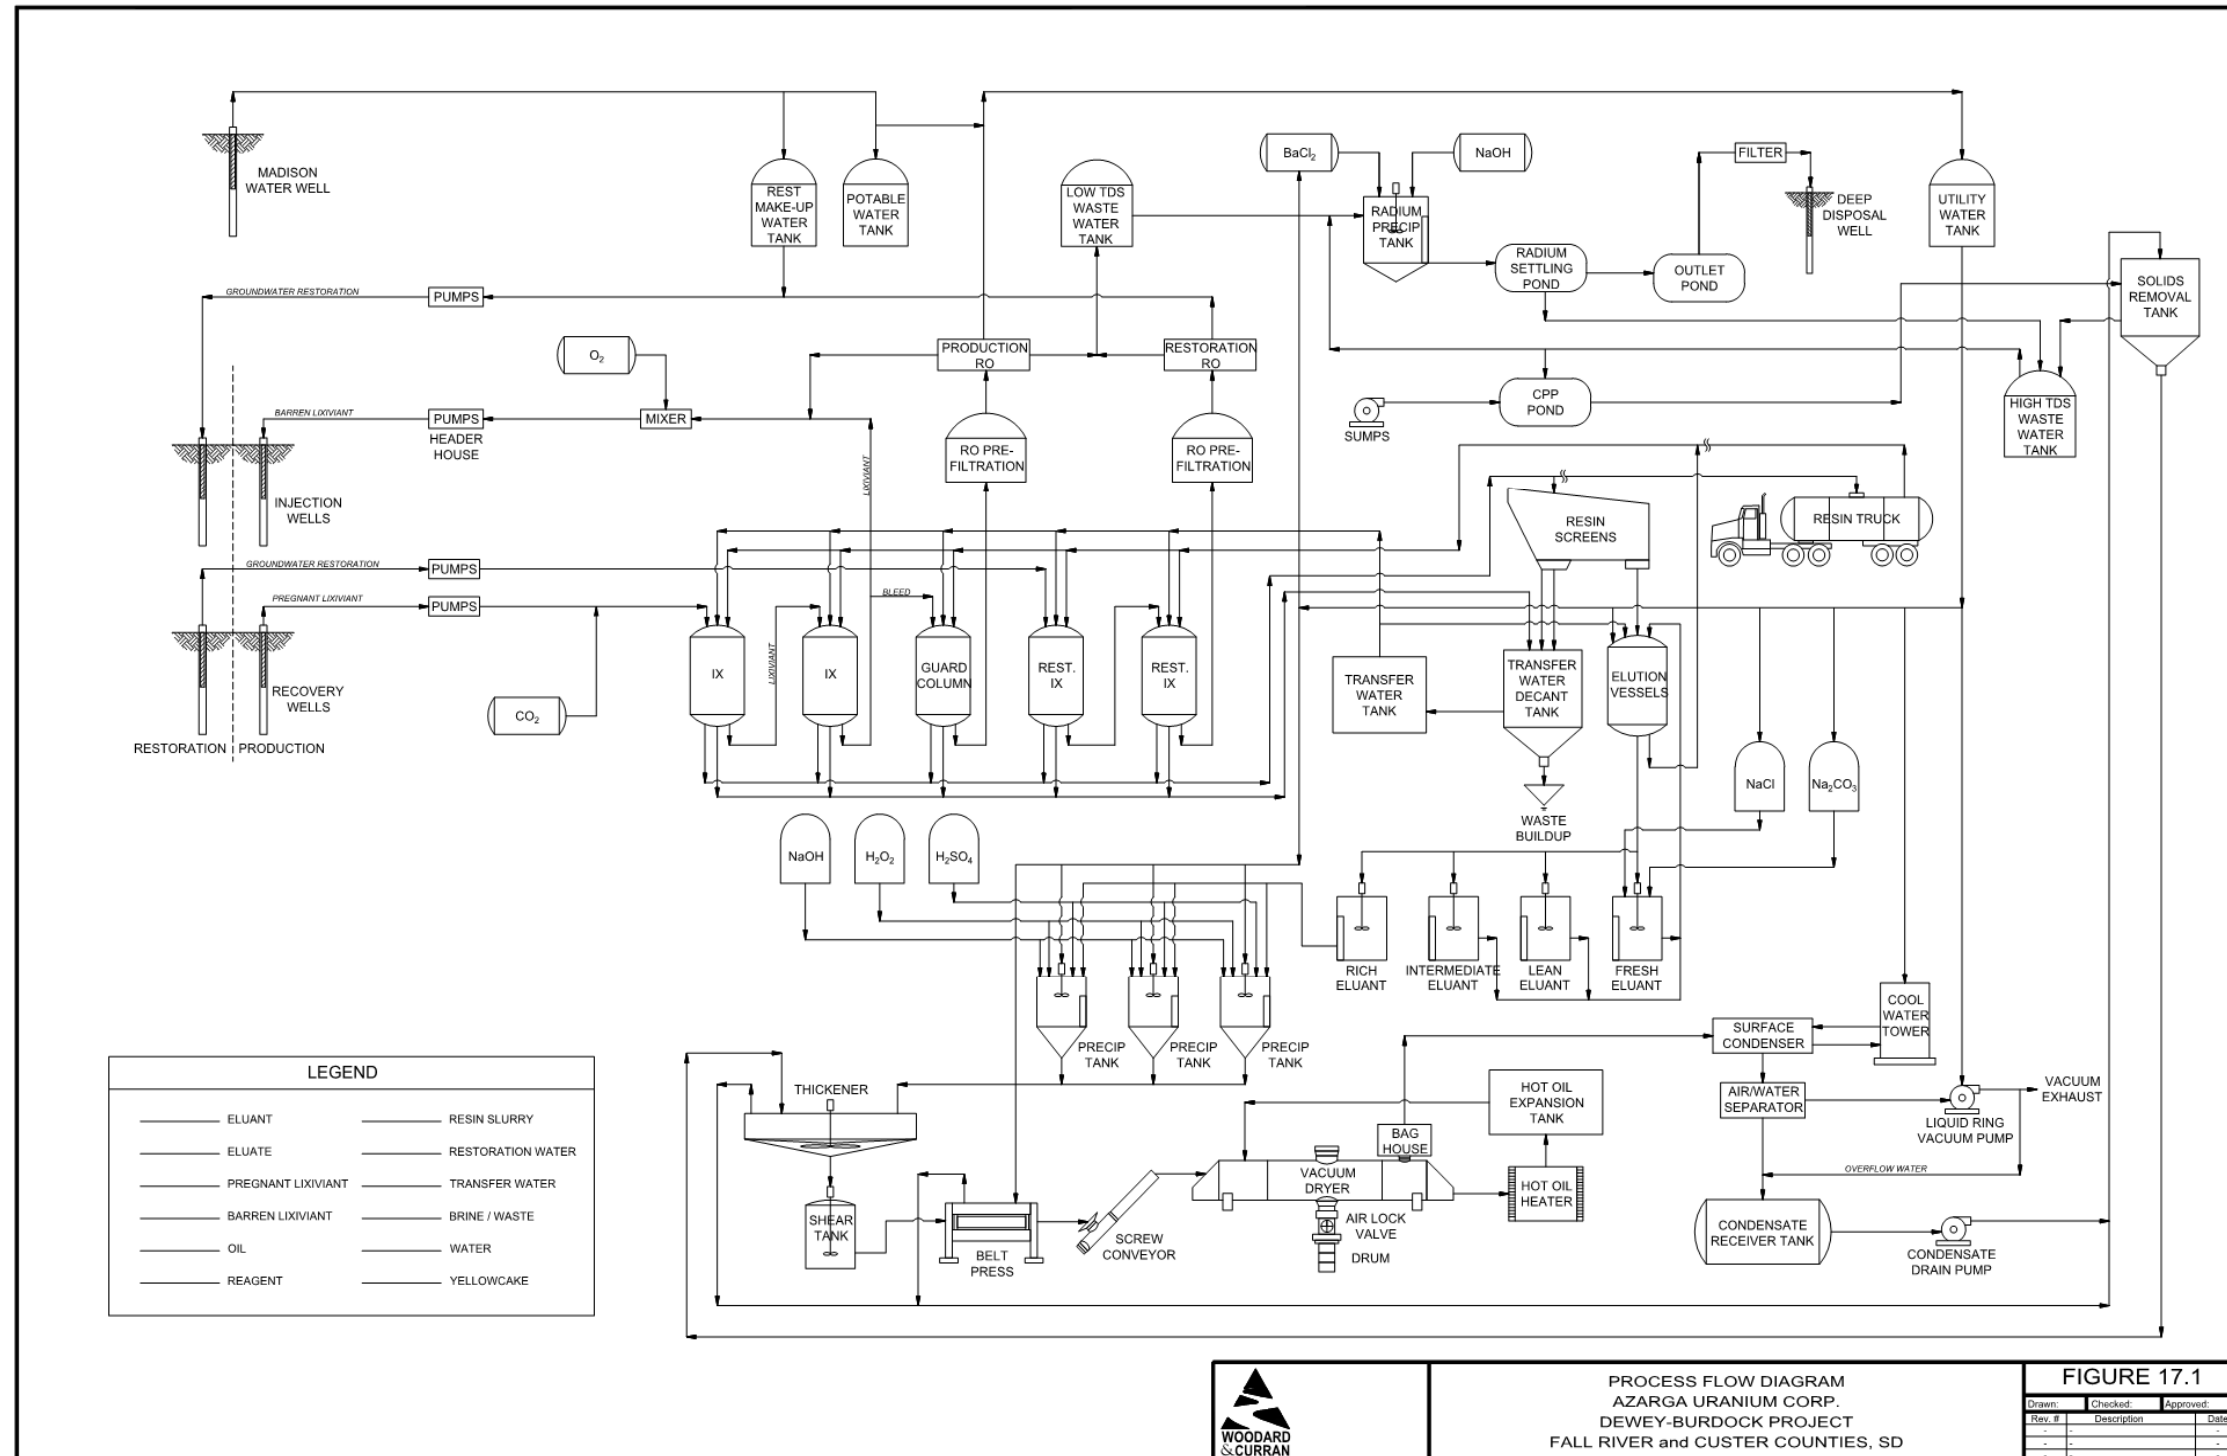 MADISON
WATER WELL
REST
MAKE-UP
WATER
TANK
POTABLE
WATER
TANK
LOW TDS
WASTE
WATER
TANK
BaCl₂
NaOH
RADIUM
PRECIP
TANK
FILTER
DEEP
DISPOSAL
WELL
UTILITY
WATER
TANK
RADIUM
SETTLING
POND
OUTLET
POND
SOLIDS
REMOVAL
TANK
GROUNDWATER RESTORATION
PUMPS
O₂
PRODUCTION
RO
RESTORATION
RO
BARREN LIXIVIANT
PUMPS
HEADER
HOUSE
MIXER
SUMPS
CPP
POND
HIGH TDS
WASTE
WATER
TANK
RO PRE-
FILTRATION
RO PRE-
FILTRATION
LIXIVIANT
INJECTION
WELLS
RESIN
SCREENS
RESIN TRUCK
GROUNDWATER RESTORATION
PUMPS
PREGNANT LIXIVIANT
PUMPS
BLEED
LIXIVIANT
RECOVERY
WELLS
CO₂
RESTORATION
PRODUCTION
IX
IX
GUARD
COLUMN
REST.
IX
REST.
IX
TRANSFER
WATER
TANK
TRANSFER
WATER
DECANT
TANK
ELUTION
VESSELS
WASTE
BUILDUP
NaCl
Na₂CO₃
NaOH
H₂O₂
H₂SO₄
RICH
ELUANT
INTERMEDIATE
ELUANT
LEAN
ELUANT
FRESH
ELUANT
PRECIP
TANK
PRECIP
TANK
PRECIP
TANK
COOL
WATER
TOWER
SURFACE
CONDENSER
AIR/WATER
SEPARATOR
VACUUM
EXHAUST
LIQUID RING
VACUUM PUMP
OVERFLOW WATER
THICKENER
HOT OIL
EXPANSION
TANK
BAG
HOUSE
VACUUM
DRYER
HOT OIL
HEATER
SHEAR
TANK
BELT
PRESS
SCREW
CONVEYOR
AIR LOCK
VALVE
DRUM
CONDENSATE
RECEIVER TANK
CONDENSATE
DRAIN PUMP
LEGEND
ELUANT
RESIN SLURRY
ELUATE
RESTORATION WATER
PREGNANT LIXIVIANT
TRANSFER WATER
BARREN LIXIVIANT
BRINE / WASTE
OIL
WATER
REAGENT
YELLOWCAKE
WOODARD
&CURRAN
PROCESS FLOW DIAGRAM
AZARGA URANIUM CORP.
DEWEY-BURDOCK PROJECT
FALL RIVER and CUSTER COUNTIES, SD
FIGURE 17.1
Drawn: Checked: Approved:
Rev. # Description Date